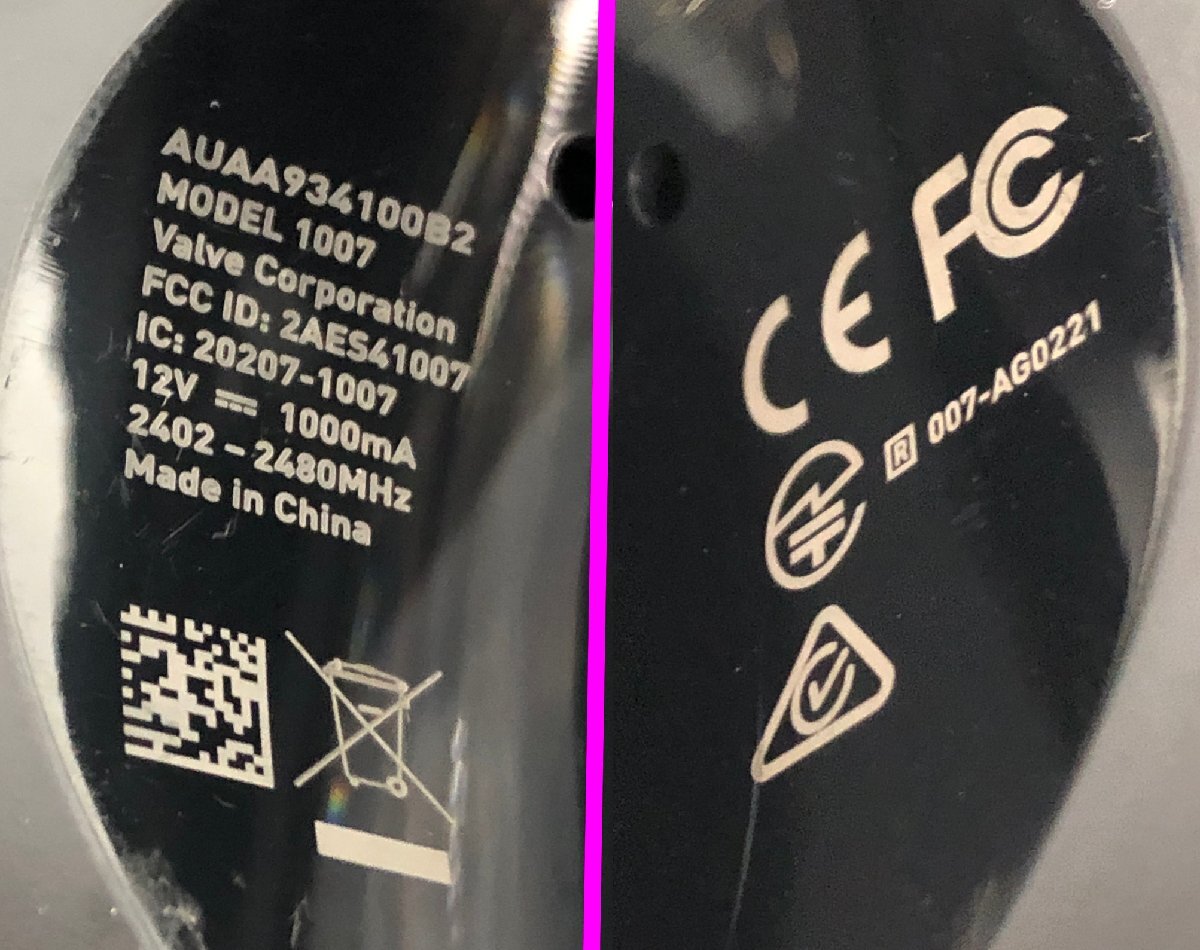 AUAA934100B2
MODEL 1007
Valve Corporation
FCC ID: 2AES41007
IC: 20207-1007
12V ⎓ 1000mA
2402 – 2480MHz
Made in China
FC
CE
R 007-AG0221